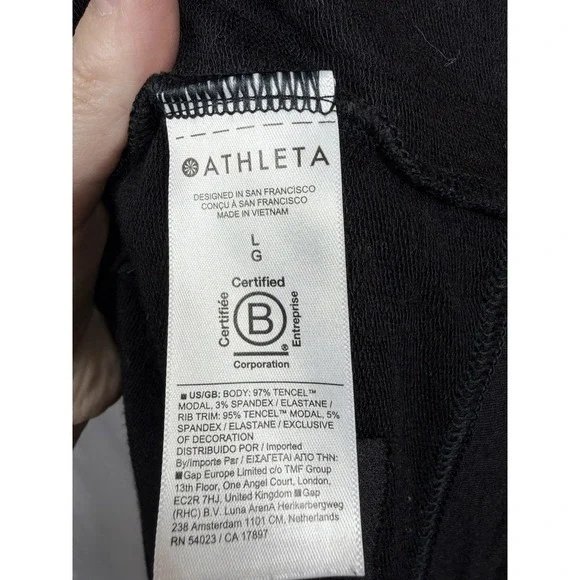 ATHLETA
DESIGNED IN SAN FRANCISCO
CONÇU À SAN FRANCISCO
MADE IN VIETNAM
L
G
Certified
Certifiée
B
Entreprise
Corporation
US/GB: BODY: 97% TENCEL™
MODAL, 3% SPANDEX / ELASTANE /
RIB TRIM: 95% TENCEL™ MODAL, 5%
SPANDEX / ELASTANE / EXCLUSIVE
OF DECORATION
DISTRIBUIDO POR / Imported
By/Importé Par / ΕΙΣΑΓΕΤΑΙ ΑΠΟ ΤΗΝ:
Gap Europe Limited c/o TMF Group
13th Floor, One Angel Court, London,
EC2R 7HJ, United Kingdom Gap
(RHC) B.V. Luna ArenA Herikerbergweg
238 Amsterdam 1101 CM, Netherlands
RN 54023 / CA 17897